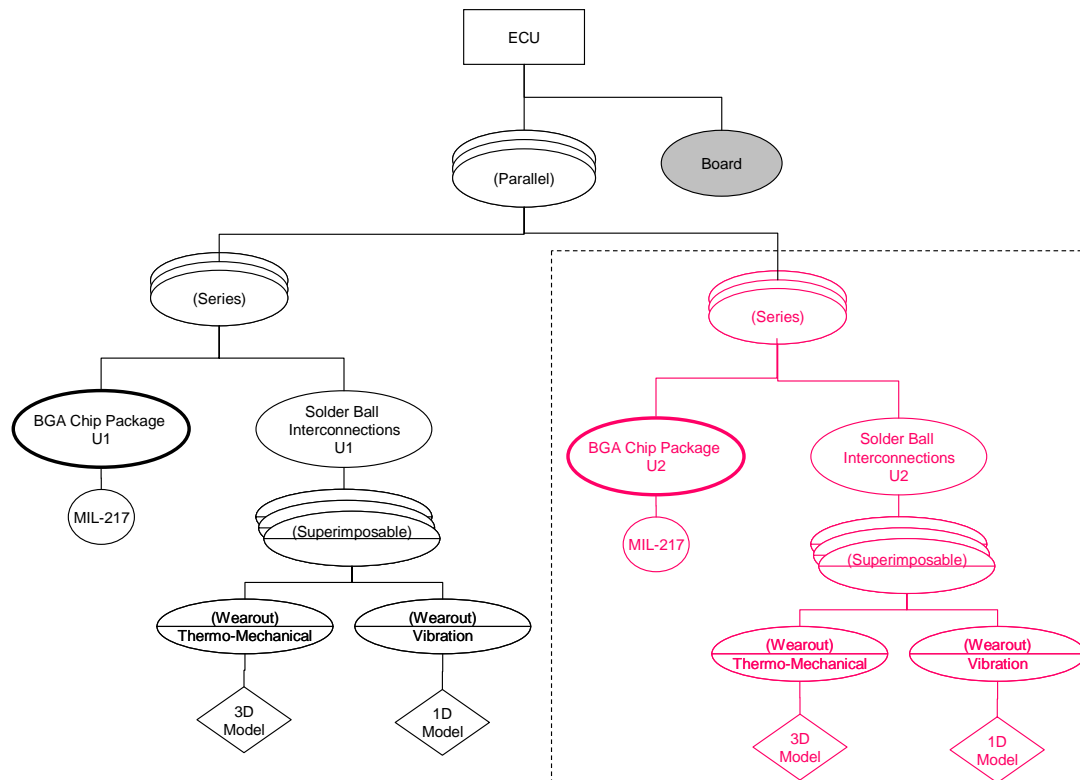 ECU
Board
(Parallel)
(Series)
BGA Chip Package
U1
Solder Ball
Interconnections
U1
MIL-217
(Superimposable)
(Wearout)
Thermo-Mechanical
(Wearout)
Vibration
3D
Model
1D
Model
(Series)
BGA Chip Package
U2
Solder Ball
Interconnections
U2
MIL-217
(Superimposable)
(Wearout)
Thermo-Mechanical
(Wearout)
Vibration
3D
Model
1D
Model